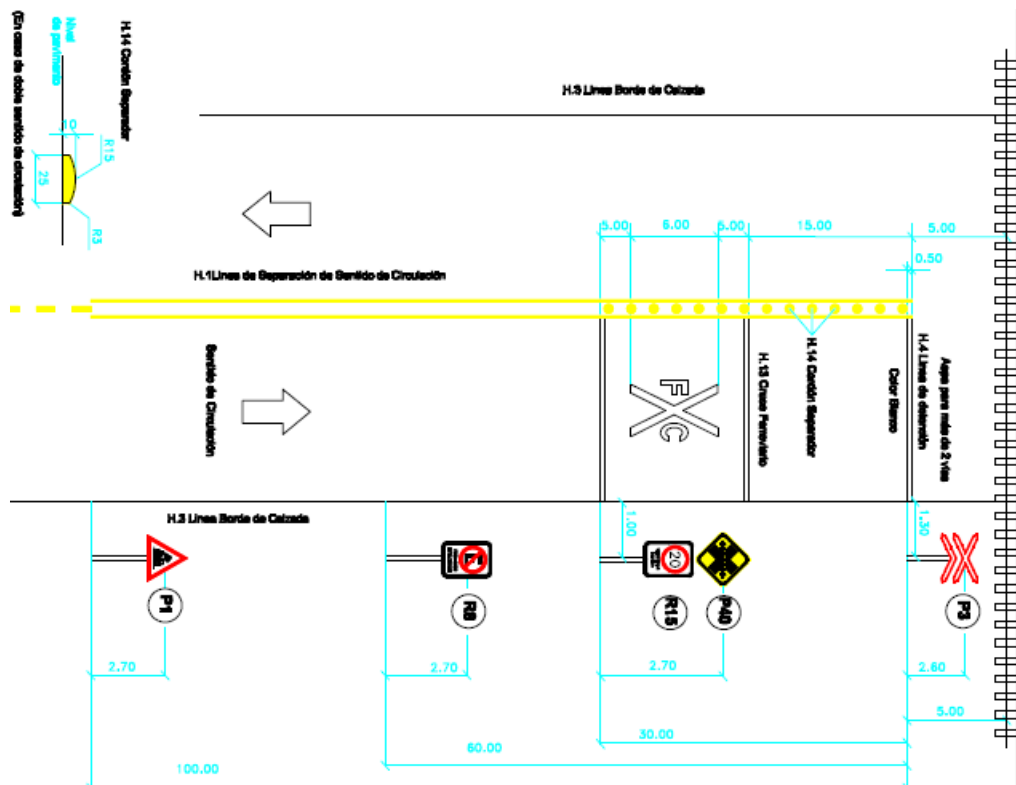 H.14 Cordón Separador
Nivel
de pavimento
(En caso de doble sentido de circulación)
10
R15
25
R3
H.3 Linea Borde de Calzada
5.00
6.00
5.00
15.00
5.00
0.50
H.1Linea de Separación de Sentido de Circulación
Sentido de Circulación
F C
H.13 Cruce Ferroviario
H.14 Cordón Separador
Color Blanco
H.4 Linea de detención
Aspa para más de 2 vías
H.3 Linea Borde de Calzada
1.00
1.30
E
20
P1
R8
R15
P40
P3
2.70
2.70
2.70
2.60
5.00
30.00
60.00
100.00